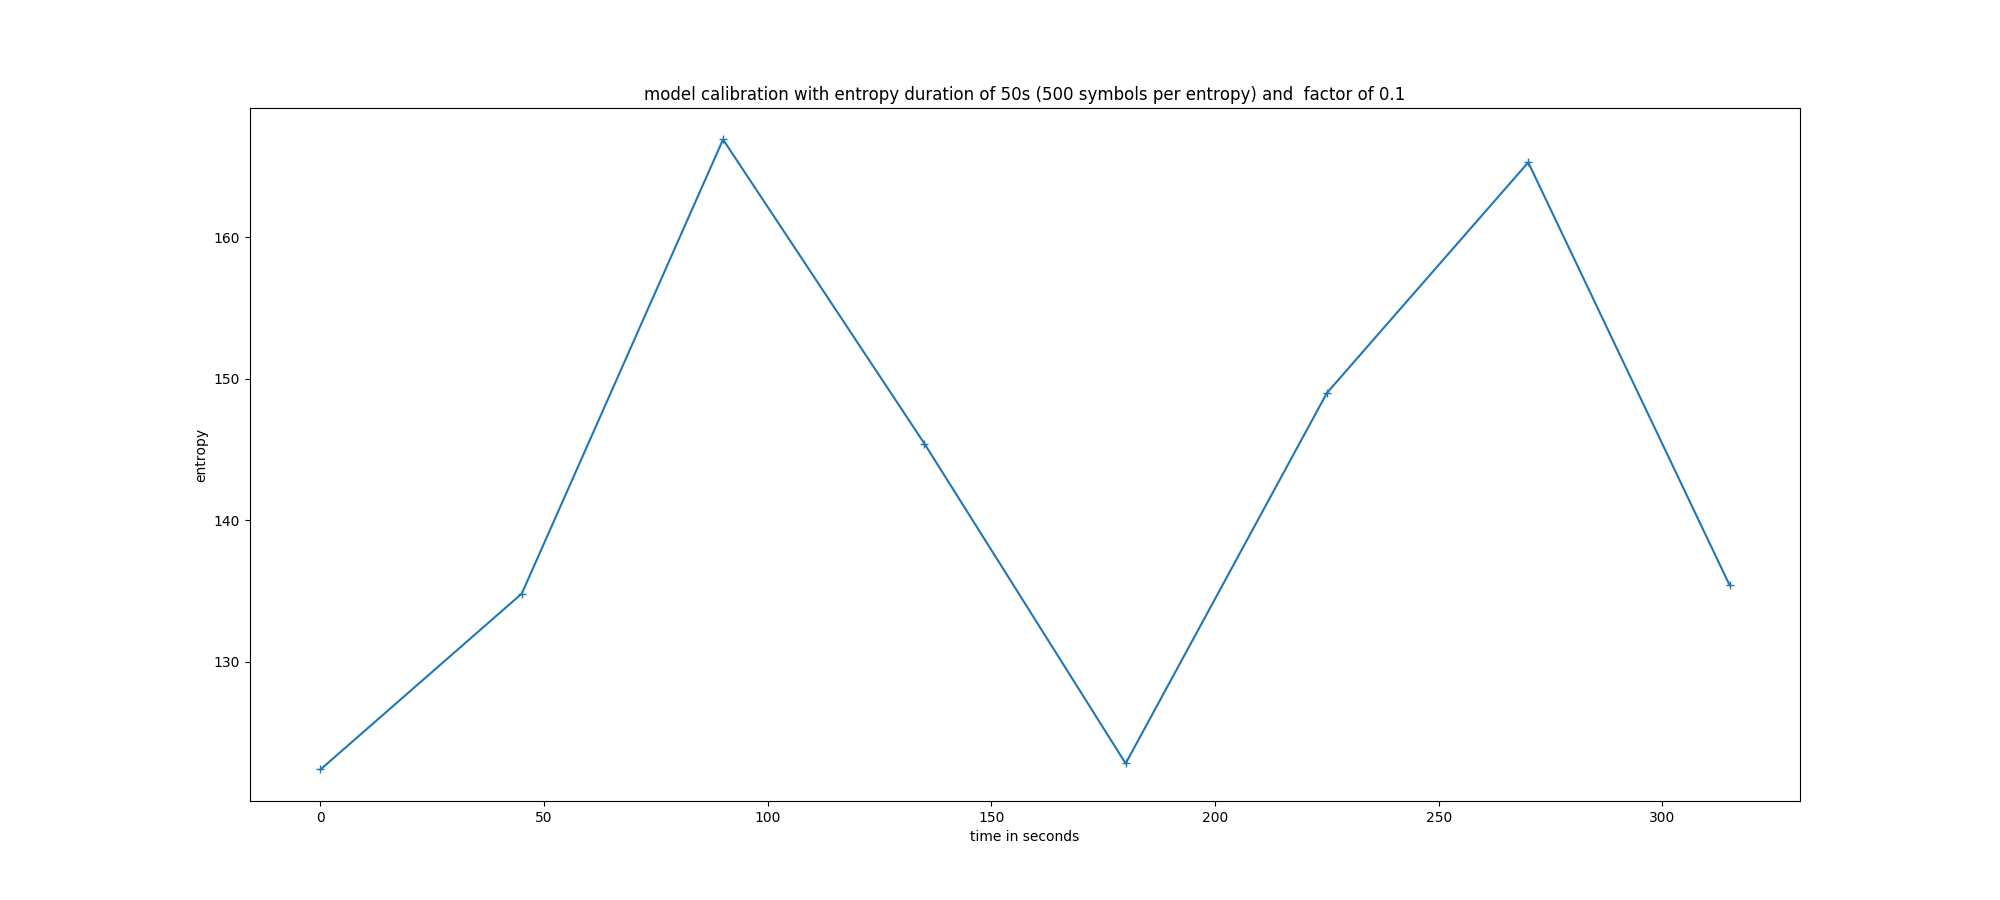 model calibration with entropy duration of 50s (500 symbols per entropy) and  factor of 0.1
160
150
140
130
entropy
0 50 100 150 200 250 300
time in seconds